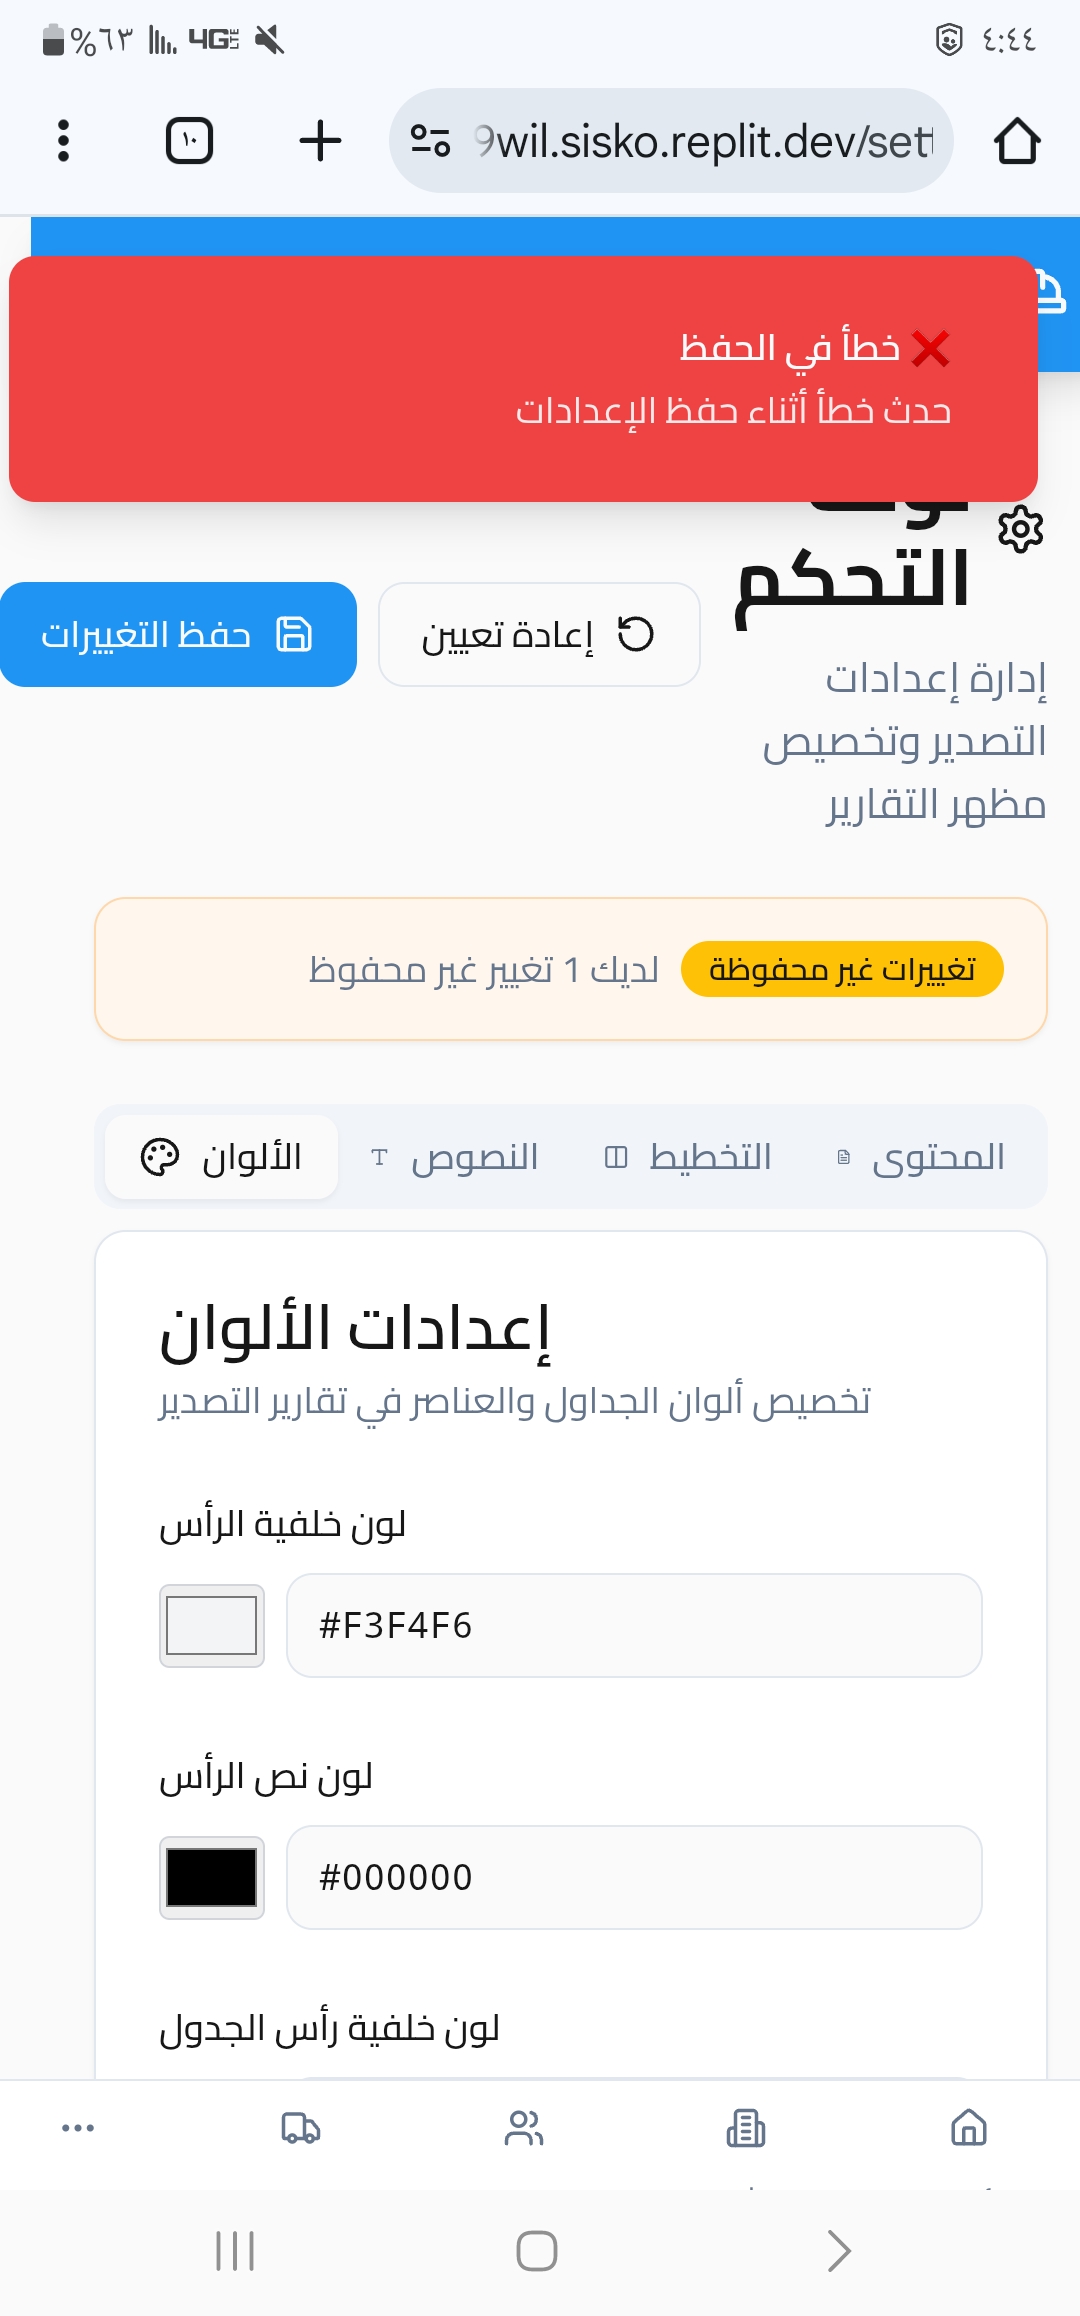 ٤:٤٤
%٦٣
4G LTE
9wil.sisko.replit.dev/set
١٠
❌ خطأ في الحفظ
حدث خطأ أثناء حفظ الإعدادات
التحكم
إعادة تعيين
حفظ التغييرات
إدارة إعدادات
التصدير وتخصيص
مظهر التقارير
تغييرات غير محفوظة
لديك 1 تغيير غير محفوظ
المحتوى
التخطيط
النصوص
الألوان
إعدادات الألوان
تخصيص ألوان الجداول والعناصر في تقارير التصدير
لون خلفية الرأس
#F3F4F6
لون نص الرأس
#000000
لون خلفية رأس الجدول